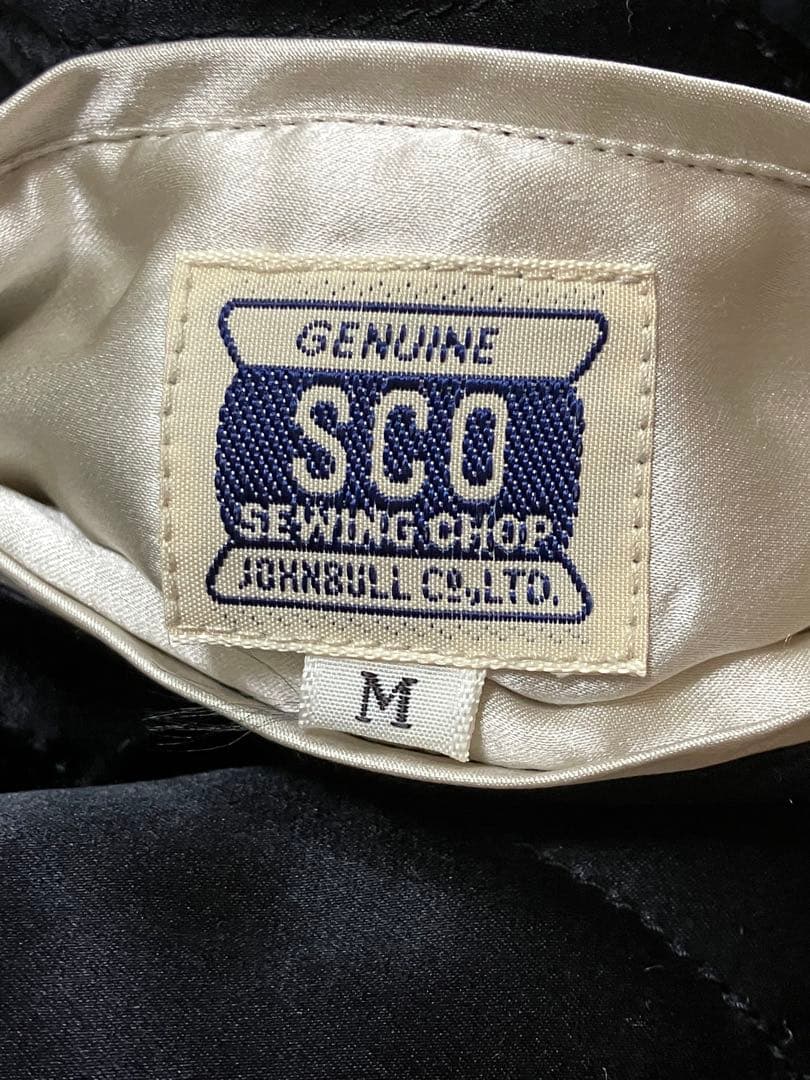 GENUINE
SCO
SEWING CHOP
JOHNBULL Co.,LTD.
M